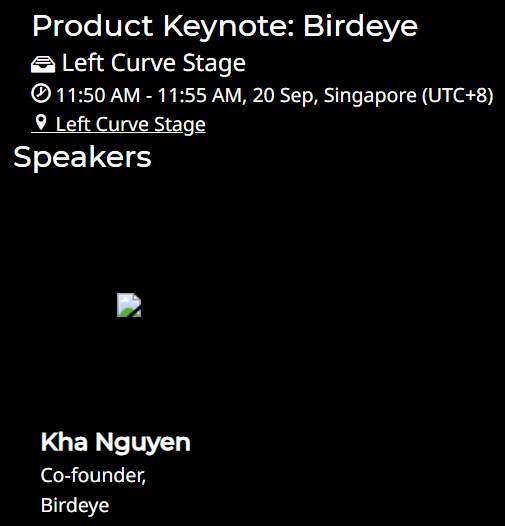 Product Keynote: Birdeye
Left Curve Stage
11:50 AM - 11:55 AM, 20 Sep, Singapore (UTC+8)
Left Curve Stage
Speakers
Kha Nguyen
Co-founder,
Birdeye